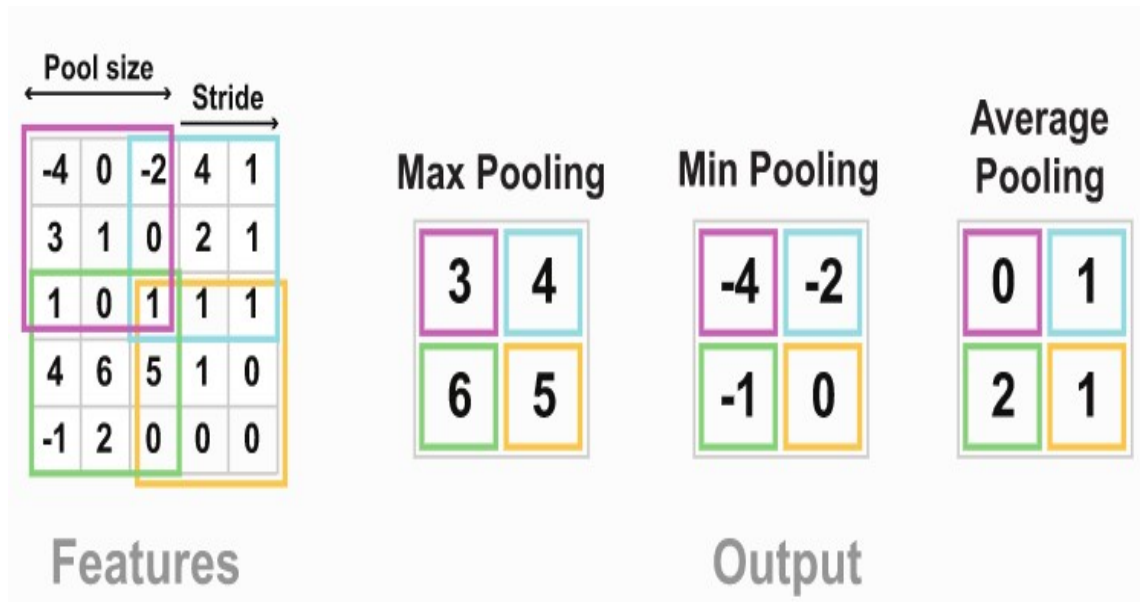 Pool size
Stride
-4 0 -2 4 1
3 1 0 2 1
1 0 1 1 1
4 6 5 1 0
-1 2 0 0 0
Features
Max Pooling
3 4
6 5
Min Pooling
-4 -2
-1 0
Average
Pooling
0 1
2 1
Output